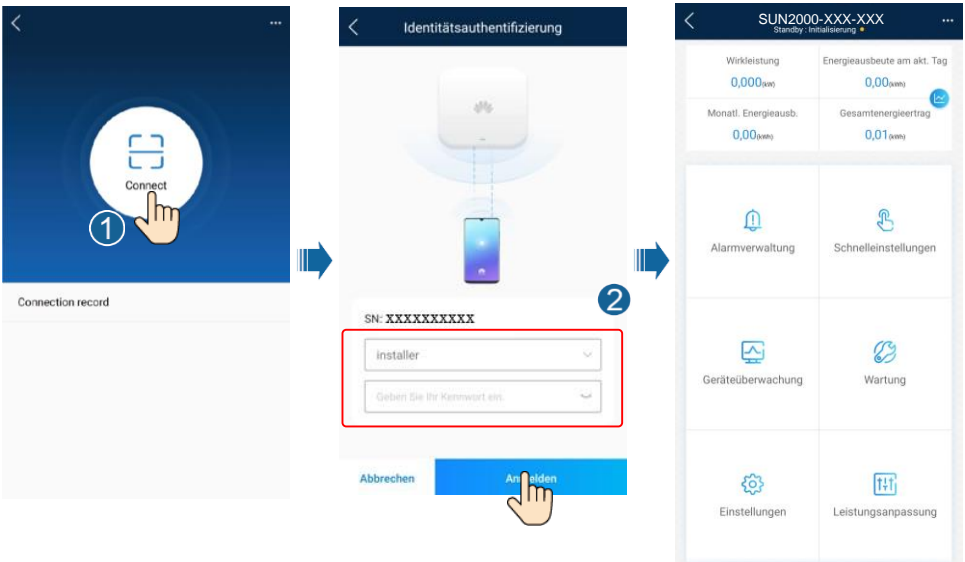 Connect
1
Connection record
Identitätsauthentifizierung
2
SN: XXXXXXXXXX
installer
Geben Sie Ihr Kennwort ein.
Abbrechen
Anmelden
SUN2000-XXX-XXX
Standby : Initialisierung
Wirkleistung
0,000(kW)
Energieausbeute am akt. Tag
0,00(kWh)
Monatl. Energieausb.
0,00(kWh)
Gesamtenergieertrag
0,01(kWh)
Alarmverwaltung
Schnelleinstellungen
Geräteüberwachung
Wartung
Einstellungen
Leistungsanpassung